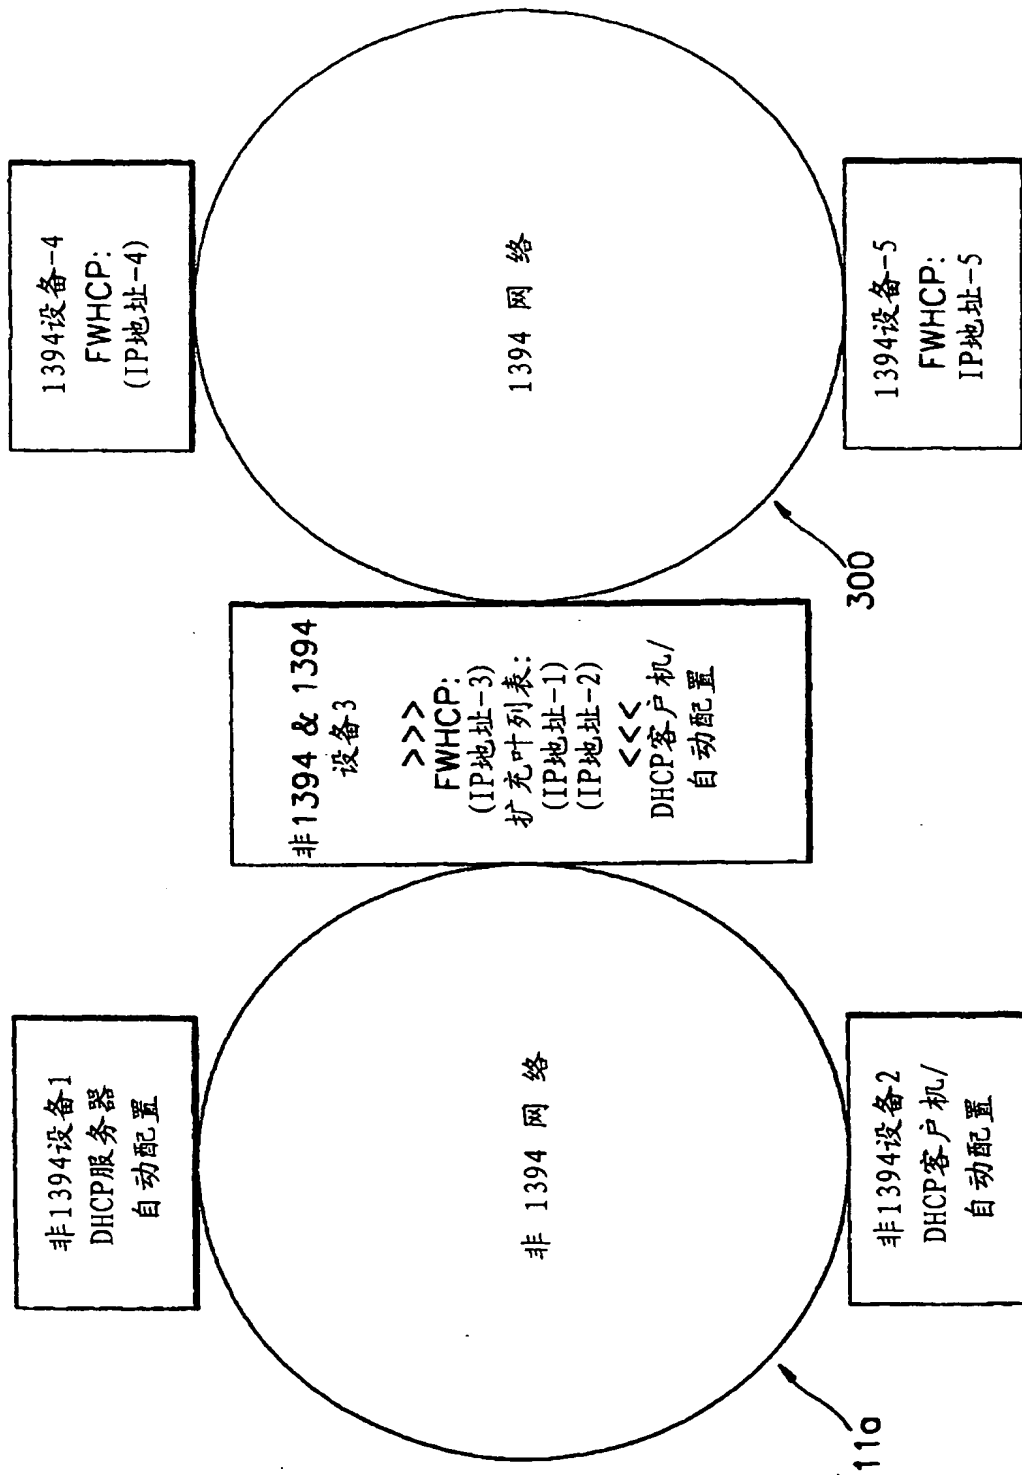 非1394设备1
DHCP服务器
自动配置
非 1394 网络
非1394设备2
DHCP客户机/
自动配置
110
非1394 & 1394
设备3
>>>
FWHCP:
(IP地址-3)
扩充叶列表:
(IP地址-1)
(IP地址-2)
<<<
DHCP客户机/
自动配置
1394设备-4
FWHCP:
(IP地址-4)
1394 网络
1394设备-5
FWHCP:
IP地址-5
300